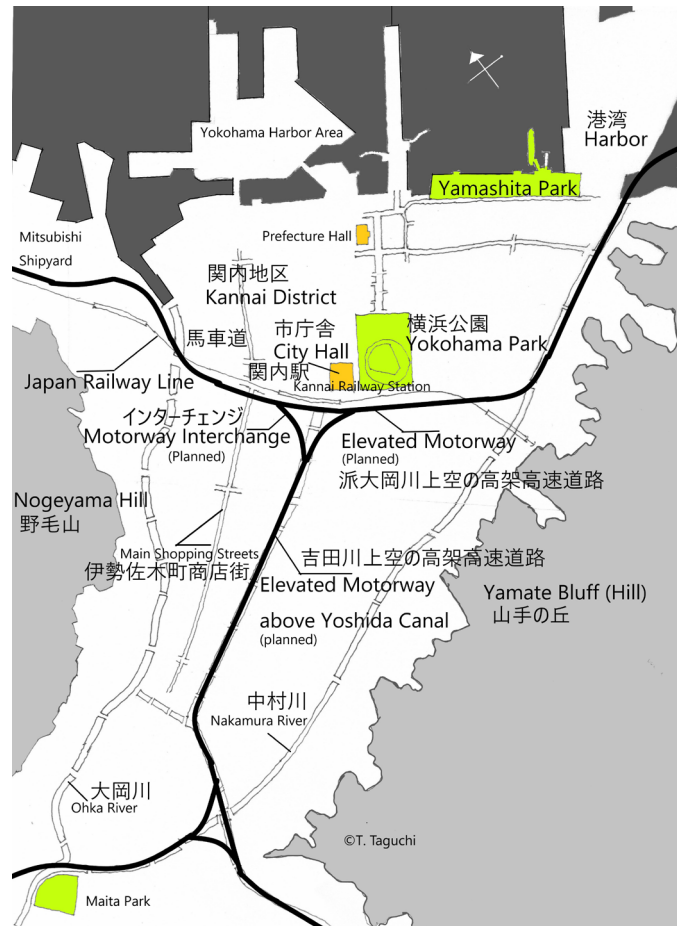 Yokohama Harbor Area
港湾
Harbor
Yamashita Park
Mitsubishi
Shipyard
Prefecture Hall
関内地区
Kannai District
馬車道
市庁舎
City Hall
横浜公園
Yokohama Park
関内駅
Kannai Railway Station
Japan Railway Line
インターチェンジ
Motorway Interchange
(Planned)
Elevated Motorway
(Planned)
派大岡川上空の高架高速道路
Nogeyama Hill
野毛山
Main Shopping Streets
伊勢佐木町商店街
吉田川上空の高架高速道路
Elevated Motorway
above Yoshida Canal
(planned)
Yamate Bluff (Hill)
山手の丘
中村川
Nakamura River
大岡川
Ohka River
©T. Taguchi
Maita Park